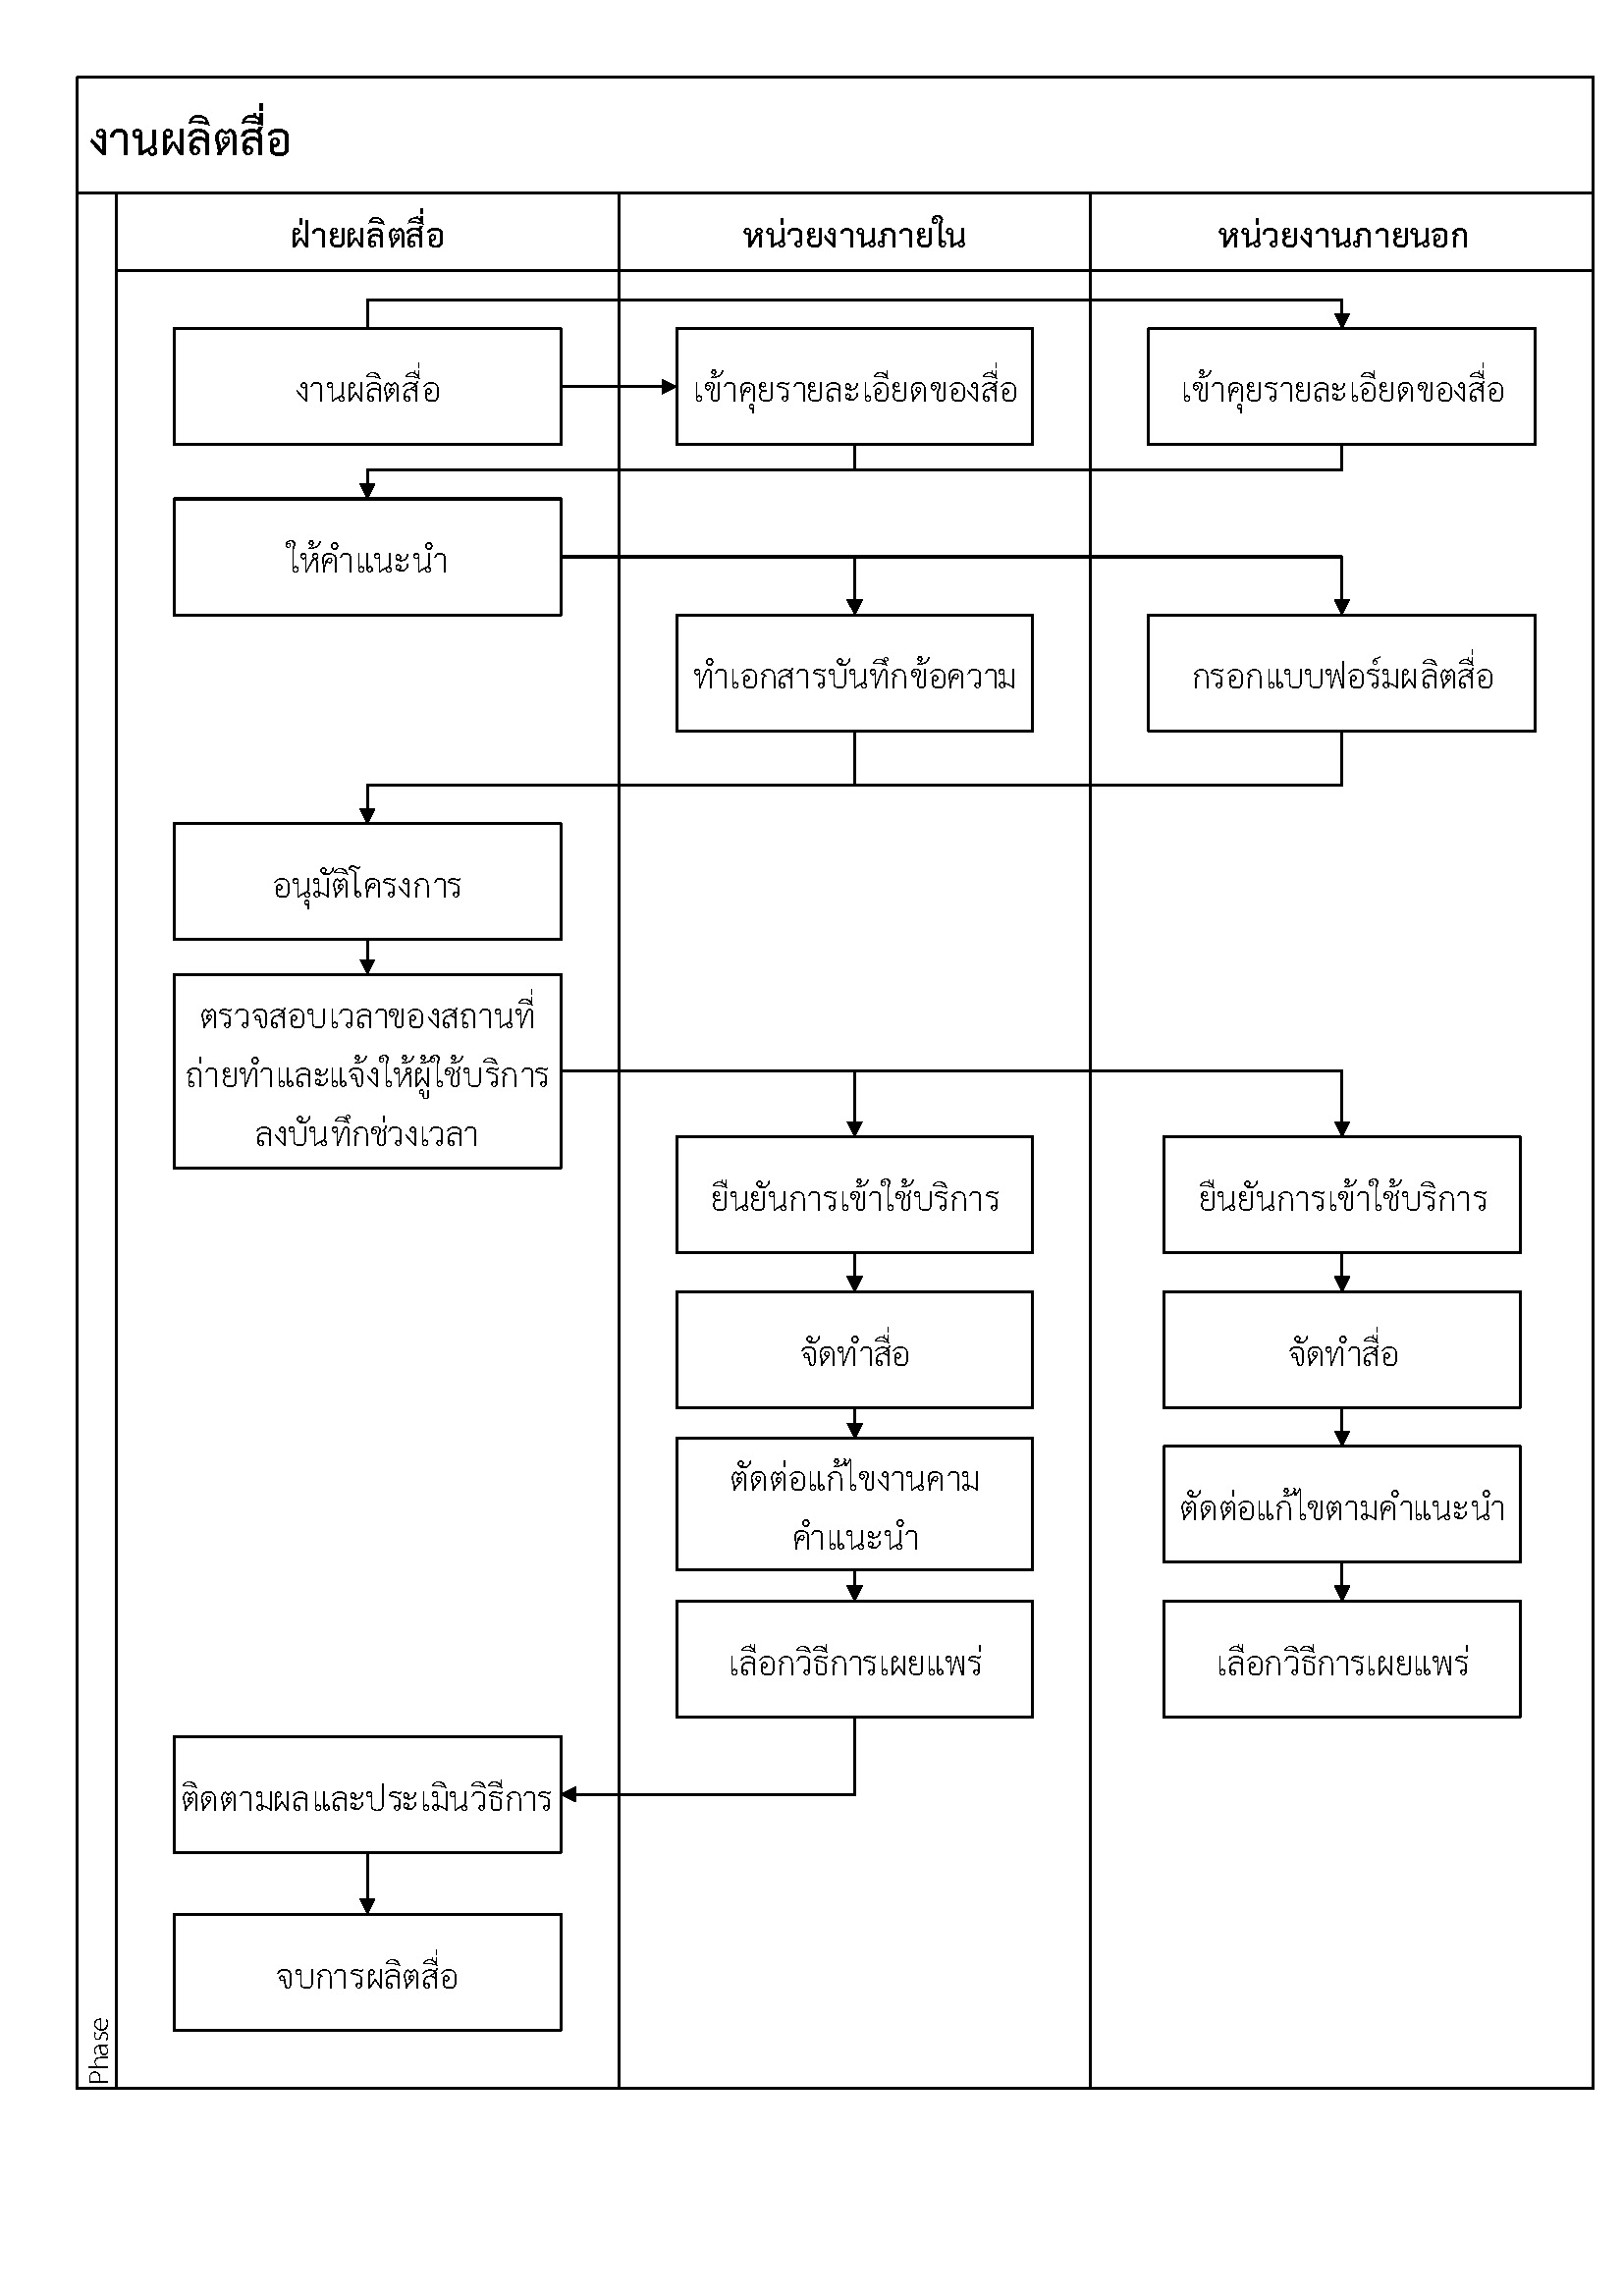 งานผลิตสื่อ
ฝ่ายผลิตสื่อ
หน่วยงานภายใน
หน่วยงานภายนอก
งานผลิตสื่อ
เข้าคุยรายละเอียดของสื่อ
เข้าคุยรายละเอียดของสื่อ
ให้คำแนะนำ
ทำเอกสารบันทึกข้อความ
กรอกแบบฟอร์มผลิตสื่อ
อนุมัติโครงการ
ตรวจสอบเวลาของสถานที่
ถ่ายทำและแจ้งให้ผู้ใช้บริการ
ลงบันทึกช่วงเวลา
ยืนยันการเข้าใช้บริการ
ยืนยันการเข้าใช้บริการ
จัดทำสื่อ
จัดทำสื่อ
ตัดต่อแก้ไขงานคาม
คำแนะนำ
ตัดต่อแก้ไขตามคำแนะนำ
เลือกวิธีการเผยแพร่
เลือกวิธีการเผยแพร่
ติดตามผลและประเมินวิธีการ
จบการผลิตสื่อ
Phase